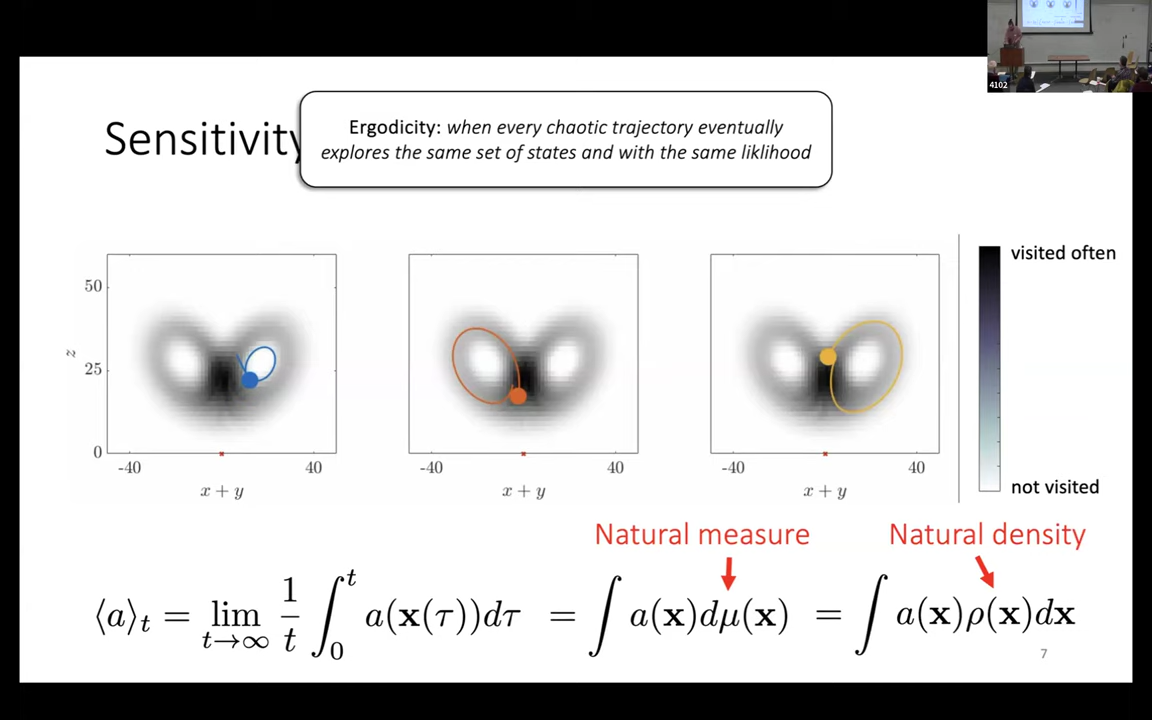 4102
Sensitivity
Ergodicity: when every chaotic trajectory eventually
explores the same set of states and with the same liklihood
z
50
25
0
-40
40
x + y
-40
40
x + y
-40
40
x + y
visited often
not visited
Natural measure
Natural density
⟨a⟩ₜ = lim_{t→∞} 1/t ∫₀ᵗ a(𝐱(τ))dτ = ∫ a(𝐱)dμ(𝐱) = ∫ a(𝐱)ρ(𝐱)d𝐱
7